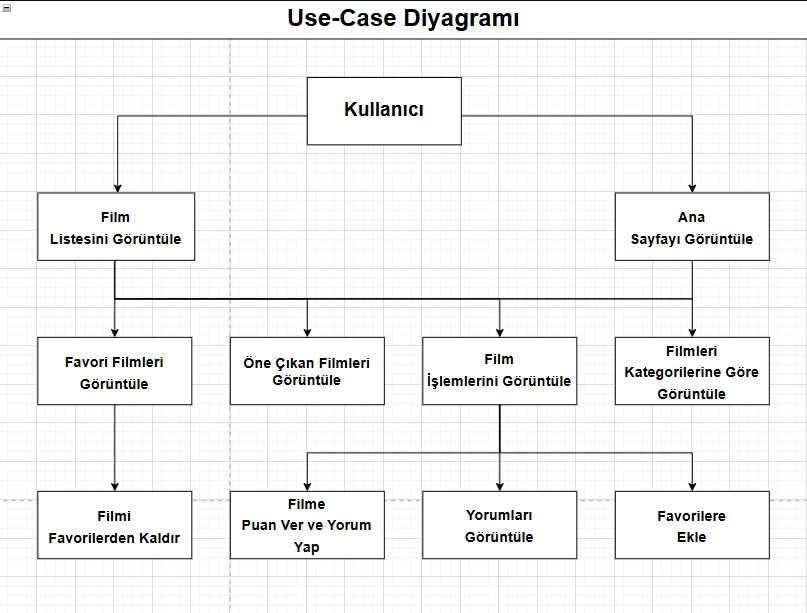 Use-Case Diyagramı
Kullanıcı
Film
Listesini Görüntüle
Ana
Sayfayı Görüntüle
Favori Filmleri
Görüntüle
Öne Çıkan Filmleri
Görüntüle
Film
İşlemlerini Görüntüle
Filmleri
Kategorilerine Göre
Görüntüle
Filmi
Favorilerden Kaldır
Filme
Puan Ver ve Yorum
Yap
Yorumları
Görüntüle
Favorilere
Ekle